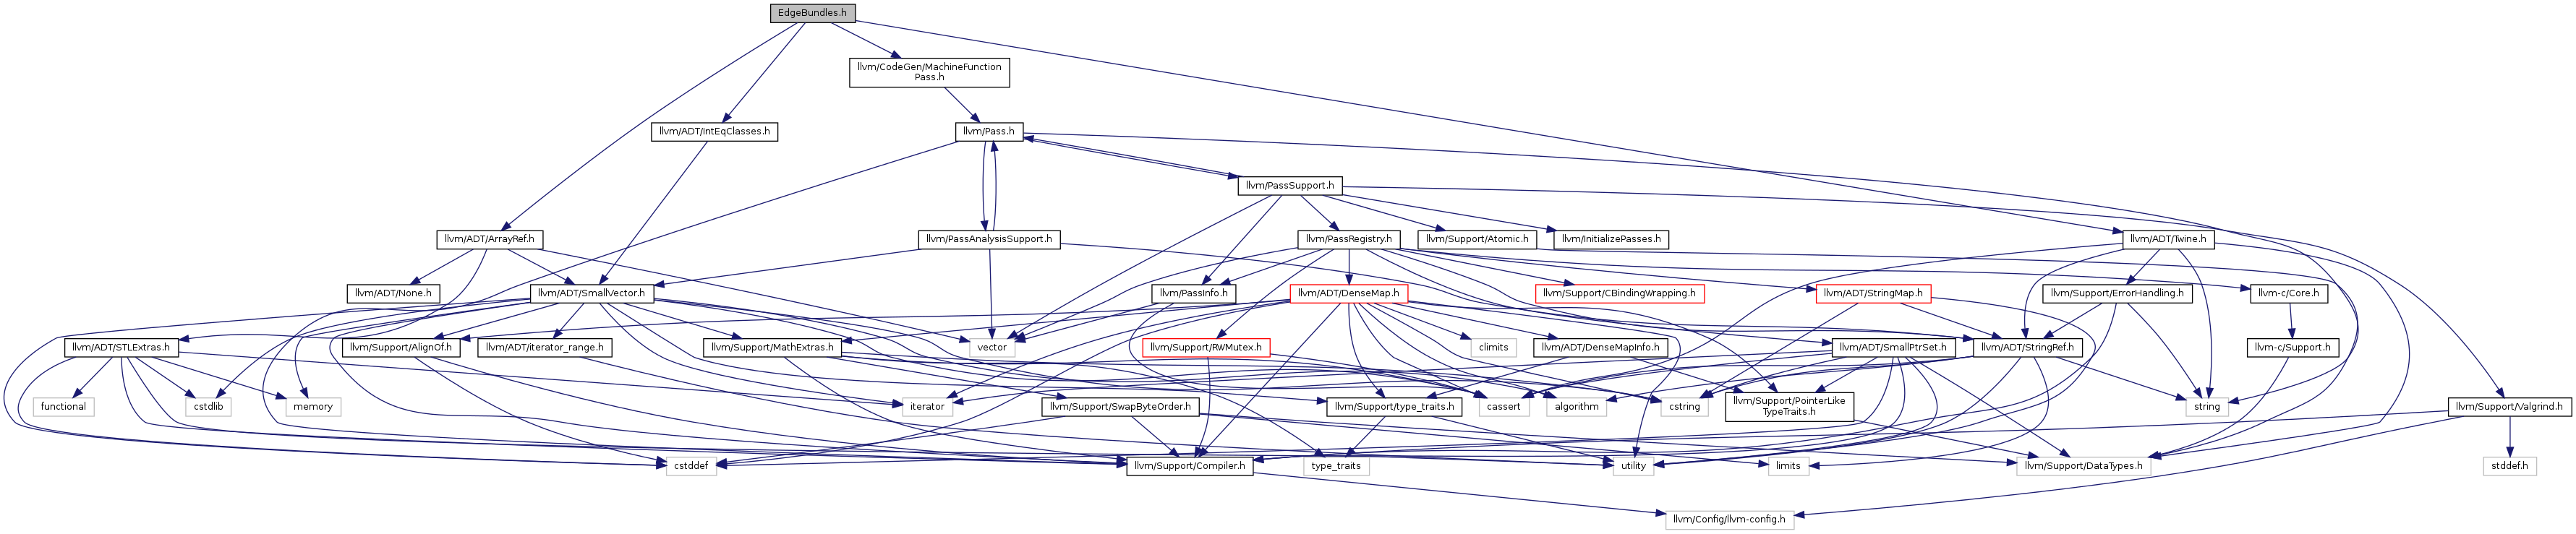 EdgeBundles.h
llvm/CodeGen/MachineFunction
Pass.h
llvm/ADT/IntEqClasses.h
llvm/Pass.h
llvm/PassSupport.h
llvm/ADT/ArrayRef.h
llvm/PassAnalysisSupport.h
llvm/PassRegistry.h
llvm/Support/Atomic.h
llvm/InitializePasses.h
llvm/ADT/Twine.h
llvm/ADT/None.h
llvm/ADT/SmallVector.h
llvm/PassInfo.h
llvm/ADT/DenseMap.h
llvm/Support/CBindingWrapping.h
llvm/ADT/StringMap.h
llvm/Support/ErrorHandling.h
llvm-c/Core.h
llvm/ADT/STLExtras.h
llvm/Support/AlignOf.h
llvm/ADT/iterator_range.h
llvm/Support/MathExtras.h
vector
llvm/Support/RWMutex.h
climits
llvm/ADT/DenseMapInfo.h
llvm/ADT/SmallPtrSet.h
llvm/ADT/StringRef.h
llvm-c/Support.h
functional
cstdlib
memory
iterator
llvm/Support/SwapByteOrder.h
llvm/Support/type_traits.h
cassert
algorithm
cstring
llvm/Support/PointerLike
TypeTraits.h
string
llvm/Support/Valgrind.h
cstddef
llvm/Support/Compiler.h
type_traits
utility
limits
llvm/Support/DataTypes.h
stddef.h
llvm/Config/llvm-config.h